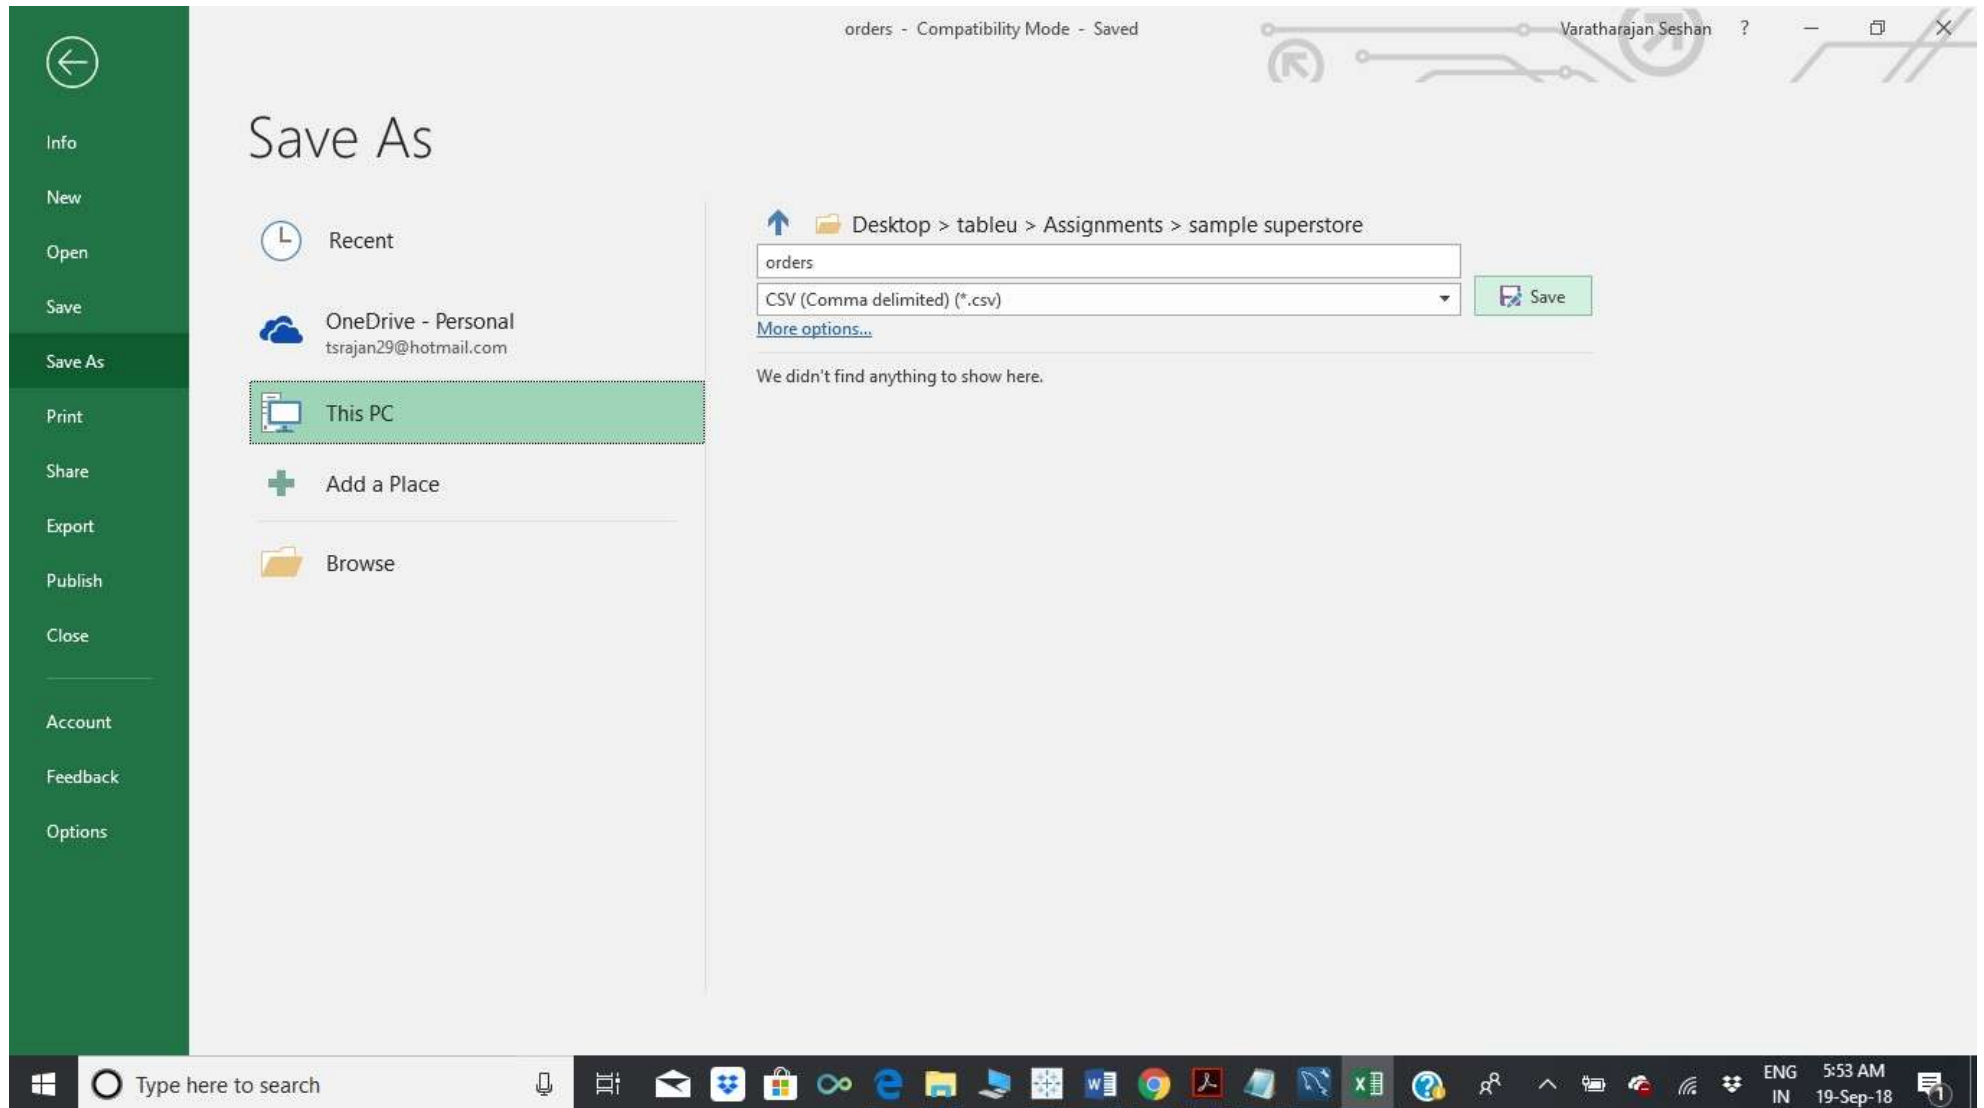 orders - Compatibility Mode - Saved
Varatharajan Seshan ?
Save As
Info
New
Open
Save
Save As
Print
Share
Export
Publish
Close
Account
Feedback
Options
Recent
OneDrive - Personal
tsrajan29@hotmail.com
This PC
Add a Place
Browse
Desktop > tableu > Assignments > sample superstore
orders
CSV (Comma delimited) (*.csv)
Save
More options...
We didn't find anything to show here.
Type here to search
ENG
IN
5:53 AM
19-Sep-18
1